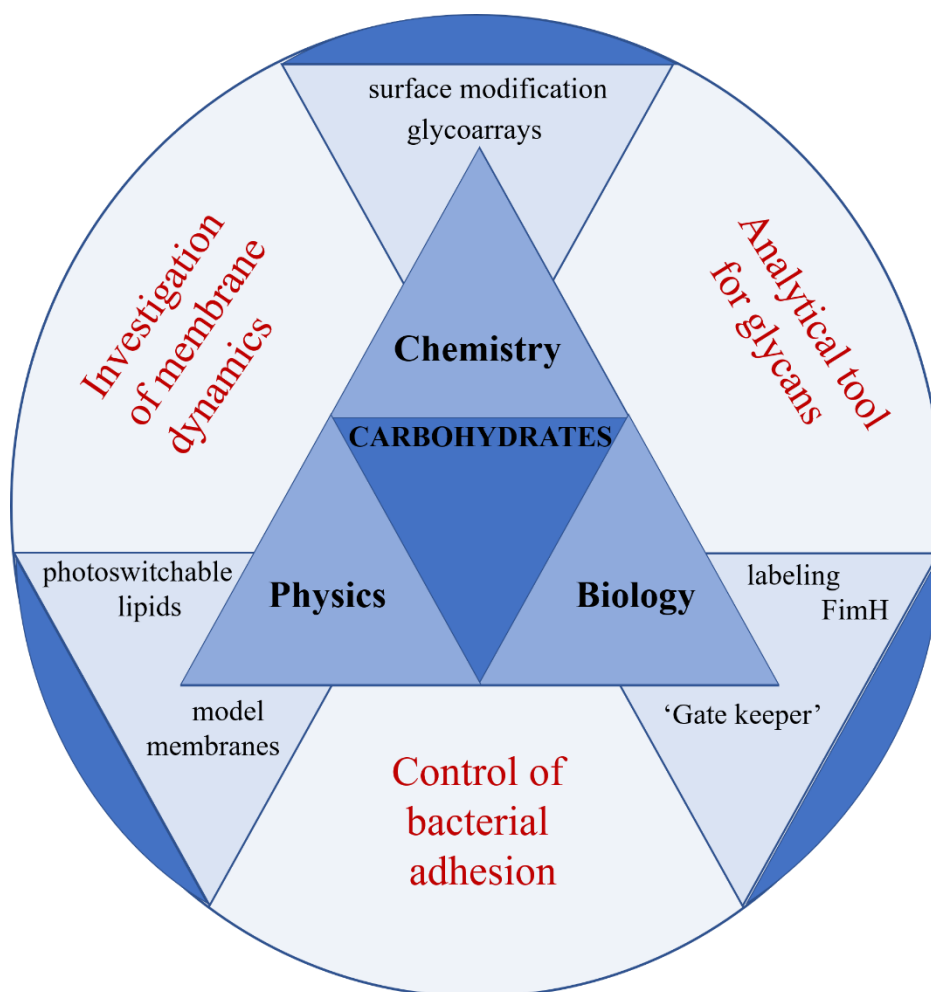 surface modification
glycoarrays
Investigation
of membrane
dynamics
Analytical tool
for glycans
Chemistry
CARBOHYDRATES
Physics
Biology
photoswitchable
lipids
model
membranes
labeling
FimH
‘Gate keeper’
Control of
bacterial
adhesion